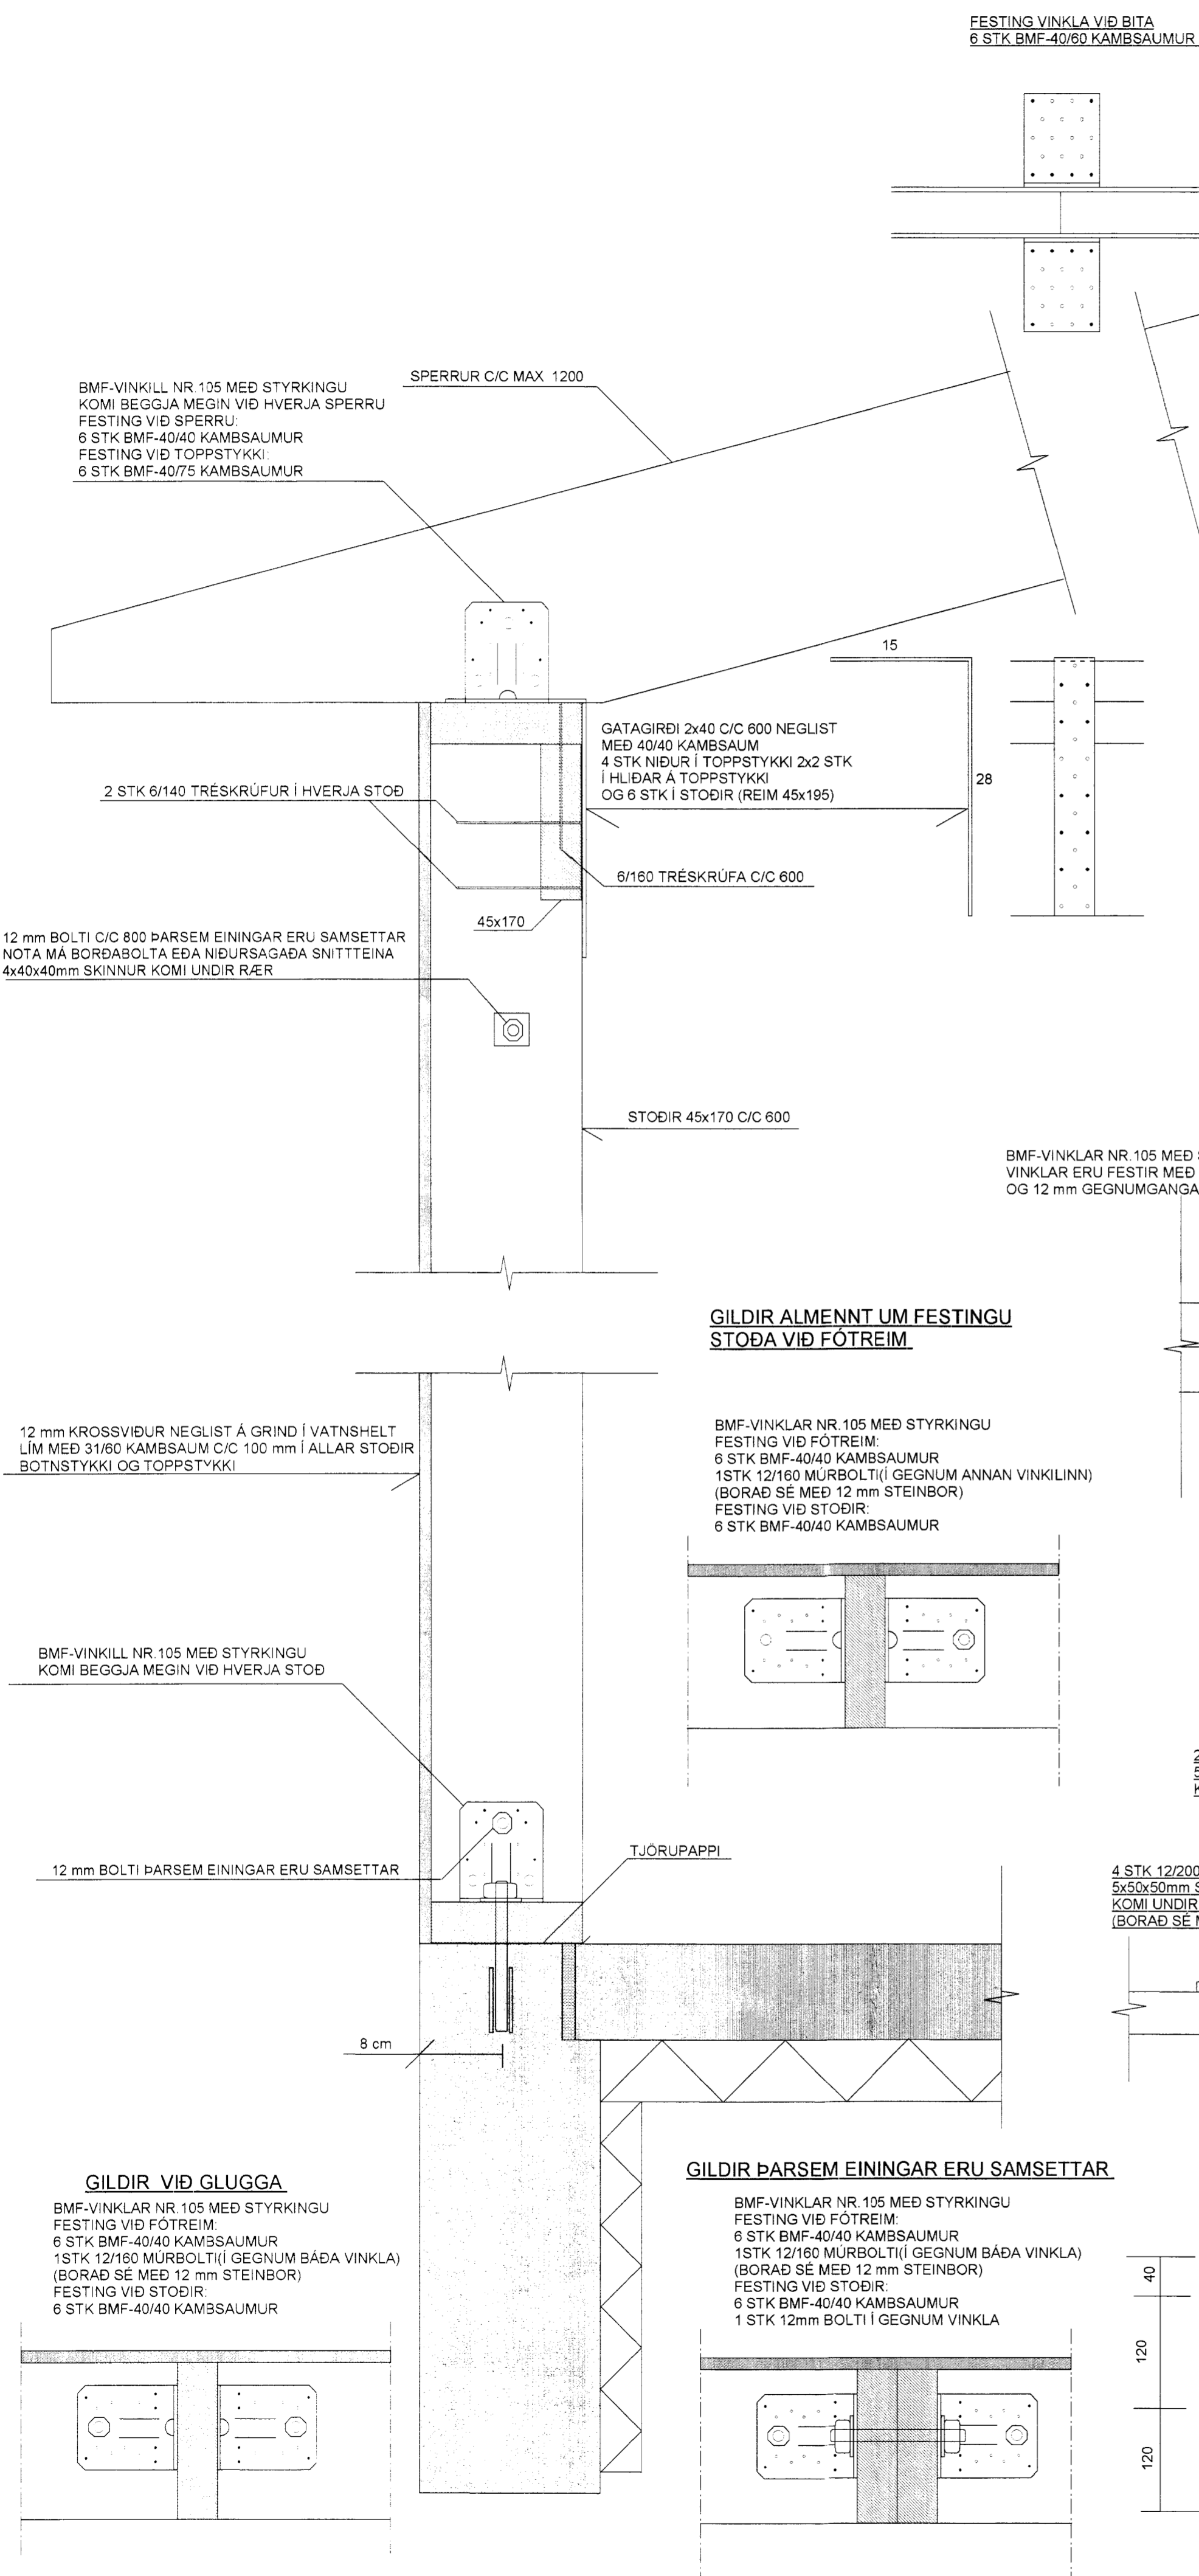 FESTING VINKLA VIÐ BITA
6 STK BMF-40/60 KAMBSAUMUR
BMF-VINKILL NR.105 MEÐ STYRKINGU
KOMI BEGGJA MEGIN VIÐ HVERJA SPERRU
FESTING VIÐ SPERRU:
6 STK BMF-40/40 KAMBSAUMUR
FESTING VIÐ TOPPSTYKKI:
6 STK BMF-40/75 KAMBSAUMUR
SPERRUR C/C MAX 1200
15
GATAGIRÐI 2x40 C/C 600 NEGLIST
MEÐ 40/40 KAMBSAUM
4 STK NIÐUR Í TOPPSTYKKI 2x2 STK
Í HLIÐAR Á TOPPSTYKKI
OG 6 STK Í STOÐIR (REIM 45x195)
28
2 STK 6/140 TRÉSKRÚFUR Í HVERJA STOÐ
6/160 TRÉSKRÚFA C/C 600
45x170
12 mm BOLTI C/C 800 ÞARSEM EININGAR ERU SAMSETTAR
NOTA MÁ BORÐABOLTA EÐA NIÐURSAGAÐA SNITTTEINA
4x40x40mm SKINNUR KOMI UNDIR RÆR
STOÐIR 45x170 C/C 600
BMF-VINKLAR NR.105 MEÐ
VINKLAR ERU FESTIR MEÐ
OG 12 mm GEGNUMGANGA
GILDIR ALMENNT UM FESTINGU
STOÐA VIÐ FÓTREIM
12 mm KROSSVIÐUR NEGLIST Á GRIND Í VATNSHELT
LÍM MEÐ 31/60 KAMBSAUM C/C 100 mm Í ALLAR STOÐIR
BOTNSTYKKI OG TOPPSTYKKI
BMF-VINKLAR NR.105 MEÐ STYRKINGU
FESTING VIÐ FÓTREIM:
6 STK BMF-40/40 KAMBSAUMUR
1STK 12/160 MÚRBOLTI(Í GEGNUM ANNAN VINKILINN)
(BORAÐ SÉ MEÐ 12 mm STEINBOR)
FESTING VIÐ STOÐIR:
6 STK BMF-40/40 KAMBSAUMUR
BMF-VINKILL NR.105 MEÐ STYRKINGU
KOMI BEGGJA MEGIN VIÐ HVERJA STOÐ
12 mm BOLTI ÞARSEM EININGAR ERU SAMSETTAR
TJÖRUPAPPI
4 STK 12/200
5x50x50mm
KOMI UNDIR
(BORAÐ SÉ
8 cm
GILDIR VIÐ GLUGGA
BMF-VINKLAR NR.105 MEÐ STYRKINGU
FESTING VIÐ FÓTREIM:
6 STK BMF-40/40 KAMBSAUMUR
1STK 12/160 MÚRBOLTI(Í GEGNUM BÁÐA VINKLA)
(BORAÐ SÉ MEÐ 12 mm STEINBOR)
FESTING VIÐ STOÐIR:
6 STK BMF-40/40 KAMBSAUMUR
GILDIR ÞARSEM EININGAR ERU SAMSETTAR
BMF-VINKLAR NR.105 MEÐ STYRKINGU
FESTING VIÐ FÓTREIM:
6 STK BMF-40/40 KAMBSAUMUR
1STK 12/160 MÚRBOLTI(Í GEGNUM BÁÐA VINKLA)
(BORAÐ SÉ MEÐ 12 mm STEINBOR)
FESTING VIÐ STOÐIR:
6 STK BMF-40/40 KAMBSAUMUR
1 STK 12mm BOLTI Í GEGNUM VINKLA
40
120
120